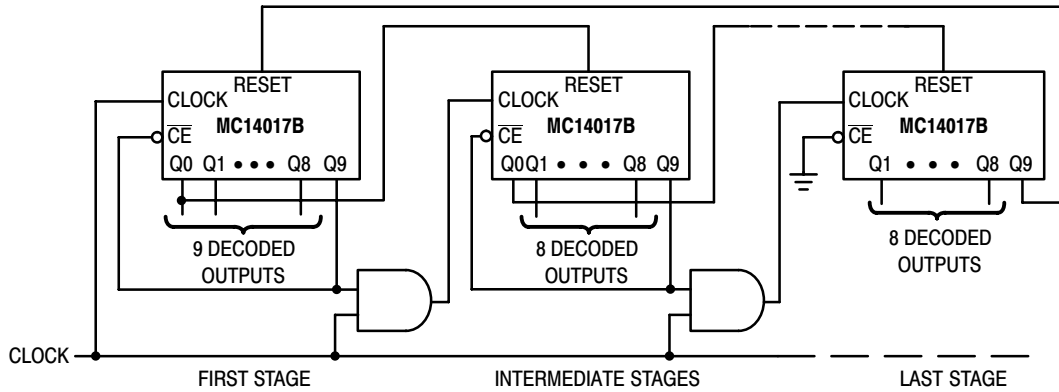 RESET RESET RESET
CLOCK CLOCK CLOCK
MC14017B MC14017B MC14017B
CE CE CE
Q0 Q1 • • • Q8 Q9 Q0 Q1 • • • Q8 Q9 Q1 • • • Q8 Q9
9 DECODED 8 DECODED 8 DECODED
OUTPUTS OUTPUTS OUTPUTS
CLOCK
FIRST STAGE INTERMEDIATE STAGES LAST STAGE